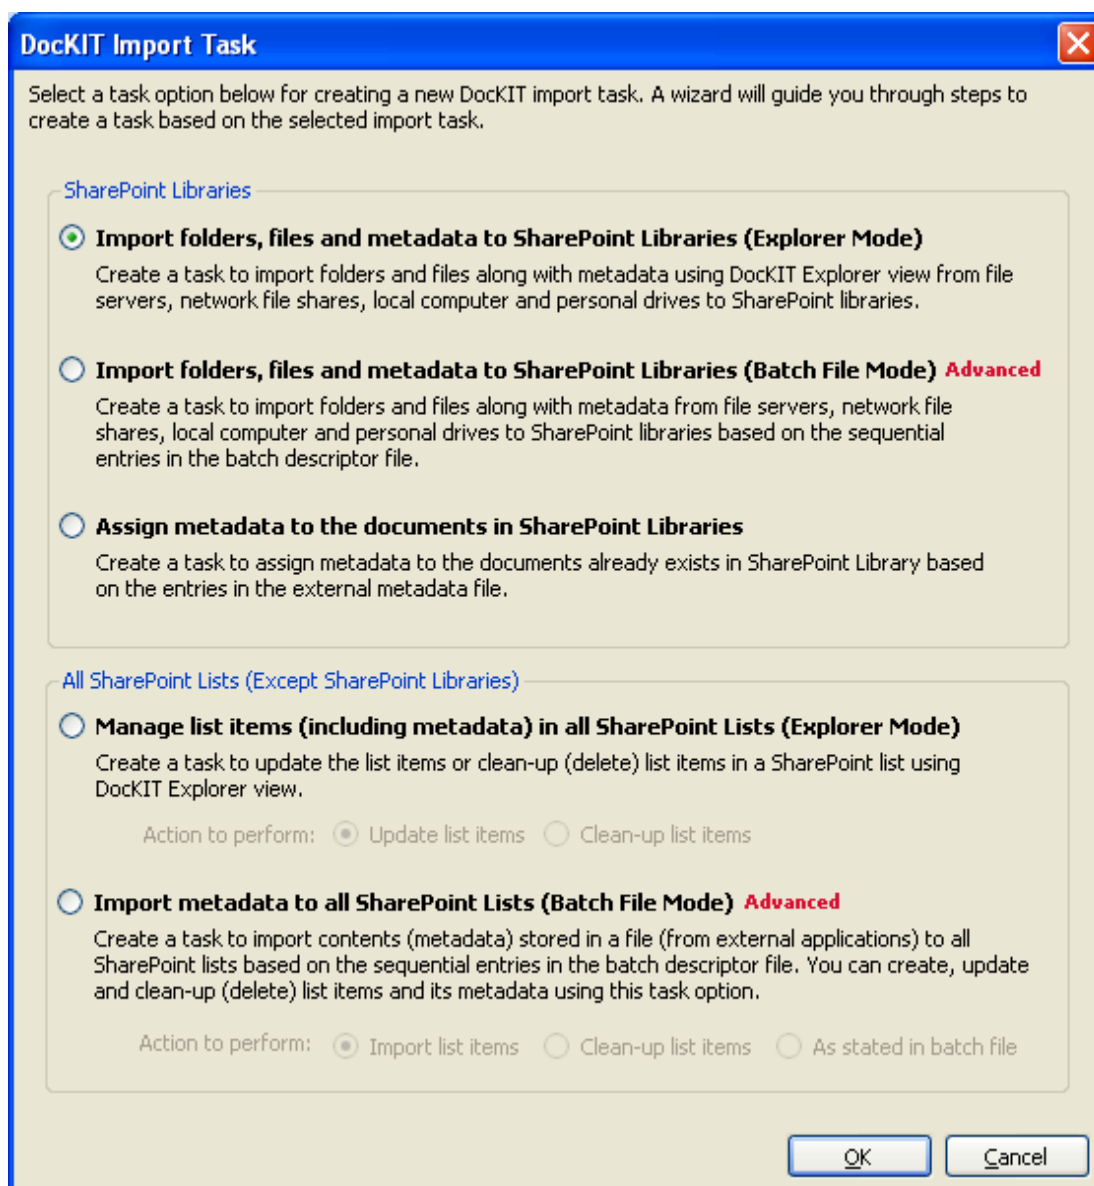 DocKIT Import Task
Select a task option below for creating a new DocKIT import task. A wizard will guide you through steps to
create a task based on the selected import task.
SharePoint Libraries
Import folders, files and metadata to SharePoint Libraries (Explorer Mode)
Create a task to import folders and files along with metadata using DocKIT Explorer view from file
servers, network file shares, local computer and personal drives to SharePoint libraries.
Import folders, files and metadata to SharePoint Libraries (Batch File Mode) Advanced
Create a task to import folders and files along with metadata from file servers, network file
shares, local computer and personal drives to SharePoint libraries based on the sequential
entries in the batch descriptor file.
Assign metadata to the documents in SharePoint Libraries
Create a task to assign metadata to the documents already exists in SharePoint Library based
on the entries in the external metadata file.
All SharePoint Lists (Except SharePoint Libraries)
Manage list items (including metadata) in all SharePoint Lists (Explorer Mode)
Create a task to update the list items or clean-up (delete) list items in a SharePoint list using
DocKIT Explorer view.
Action to perform: Update list items Clean-up list items
Import metadata to all SharePoint Lists (Batch File Mode) Advanced
Create a task to import contents (metadata) stored in a file (from external applications) to all
SharePoint lists based on the sequential entries in the batch descriptor file. You can create, update
and clean-up (delete) list items and its metadata using this task option.
Action to perform: Import list items Clean-up list items As stated in batch file
OK Cancel